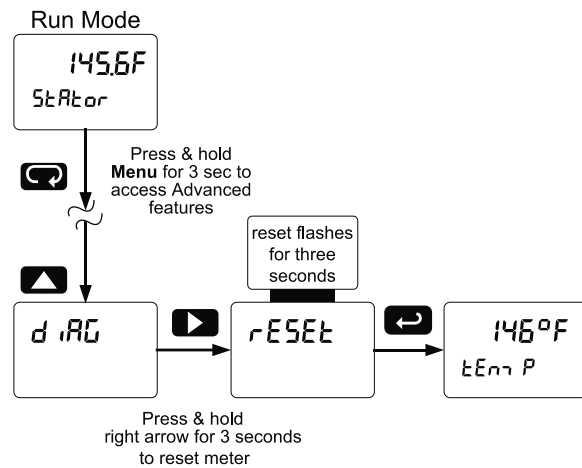 Run Mode
145.6F
StAtor
Press & hold
Menu for 3 sec to
access Advanced
features
reset flashes
for three
seconds
diAG
rESEt
146°F
tEmP
Press & hold
right arrow for 3 seconds
to reset meter